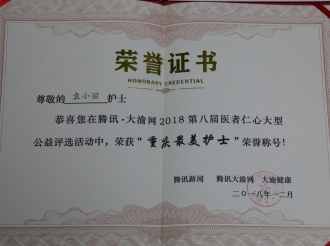 荣誉证书
HONORARY CREDENTIAL
尊敬的 袁小丽 护士
恭喜您在腾讯·大渝网2018第八届医者仁心大型
公益评选活动中，荣获“重庆最美护士”荣誉称号！
腾讯新闻 腾讯大渝网 大渝健康
二〇一八年一二月